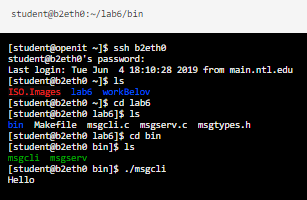 student@b2eth0:~/lab6/bin
[student@openit ~]$ ssh b2eth0
student@b2eth0's password:
Last login: Tue Jun  4 18:10:28 2019 from main.ntl.edu
[student@b2eth0 ~]$ ls
ISO.Images  lab6  workBelov
[student@b2eth0 ~]$ cd lab6
[student@b2eth0 lab6]$ ls
bin  Makefile  msgcli.c  msgserv.c  msgtypes.h
[student@b2eth0 lab6]$ cd bin
[student@b2eth0 bin]$ ls
msgcli  msgserv
[student@b2eth0 bin]$ ./msgcli
Hello